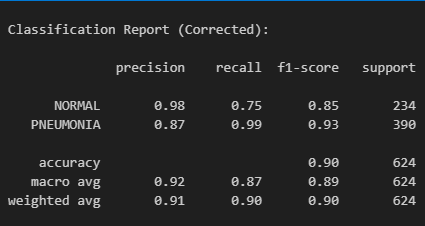 Classification Report (Corrected):
precision recall f1-score support
NORMAL 0.98 0.75 0.85 234
PNEUMONIA 0.87 0.99 0.93 390
accuracy 0.90 624
macro avg 0.92 0.87 0.89 624
weighted avg 0.91 0.90 0.90 624